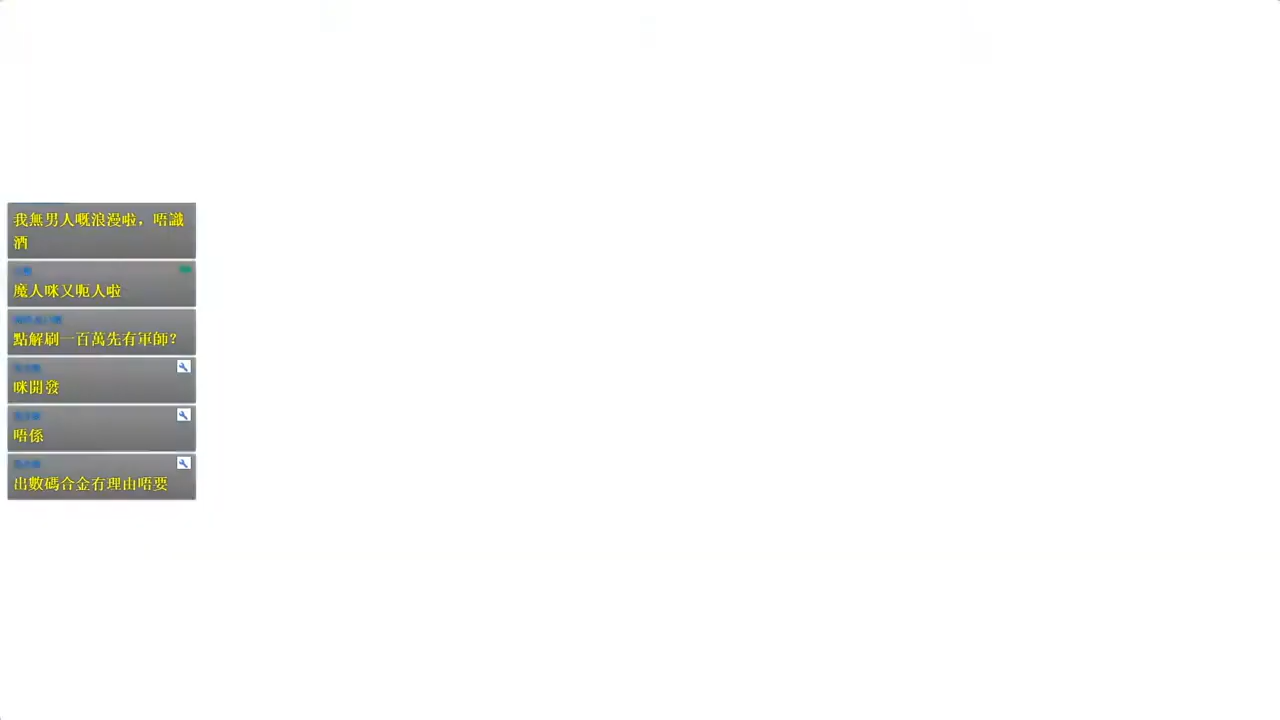 我無男人嘅浪漫啦，唔識
酒
魔人咪又呃人啦
點解刷一百萬先有軍師？
咪開發
唔係
出數碼合金冇理由唔要